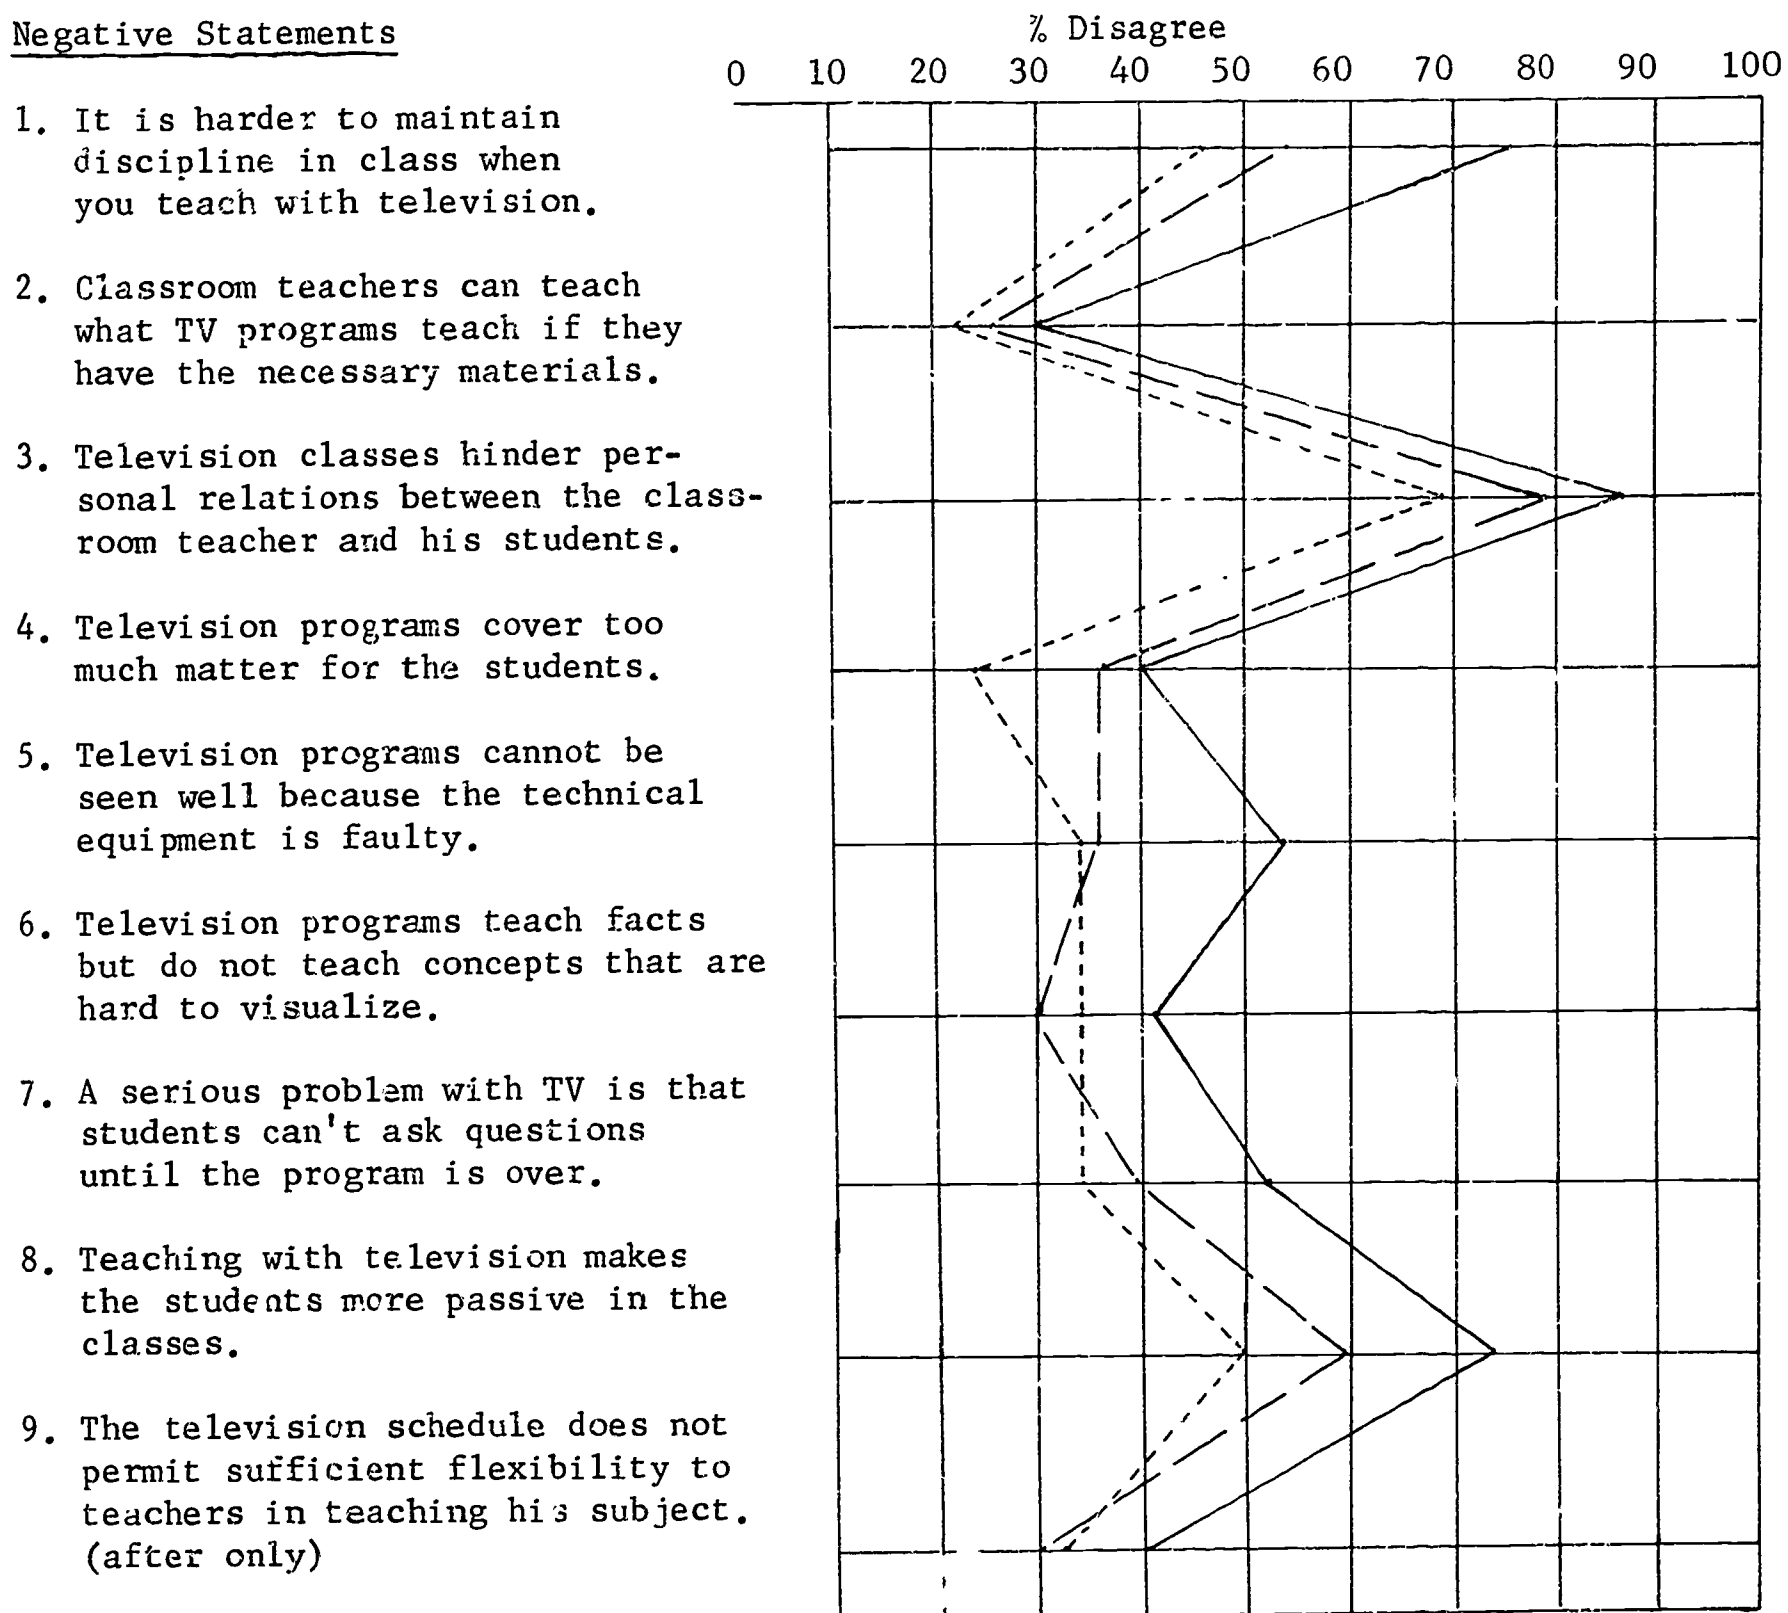 Negative Statements
% Disagree
0 10 20 30 40 50 60 70 80 90 100
1. It is harder to maintain
discipline in class when
you teach with television.
2. Classroom teachers can teach
what TV programs teach if they
have the necessary materials.
3. Television classes hinder per-
sonal relations between the class-
room teacher and his students.
4. Television programs cover too
much matter for the students.
5. Television programs cannot be
seen well because the technical
equipment is faulty.
6. Television programs teach facts
but do not teach concepts that are
hard to visualize.
7. A serious problem with TV is that
students can't ask questions
until the program is over.
8. Teaching with television makes
the students more passive in the
classes.
9. The television schedule does not
permit sufficient flexibility to
teachers in teaching his subject.
(after only)